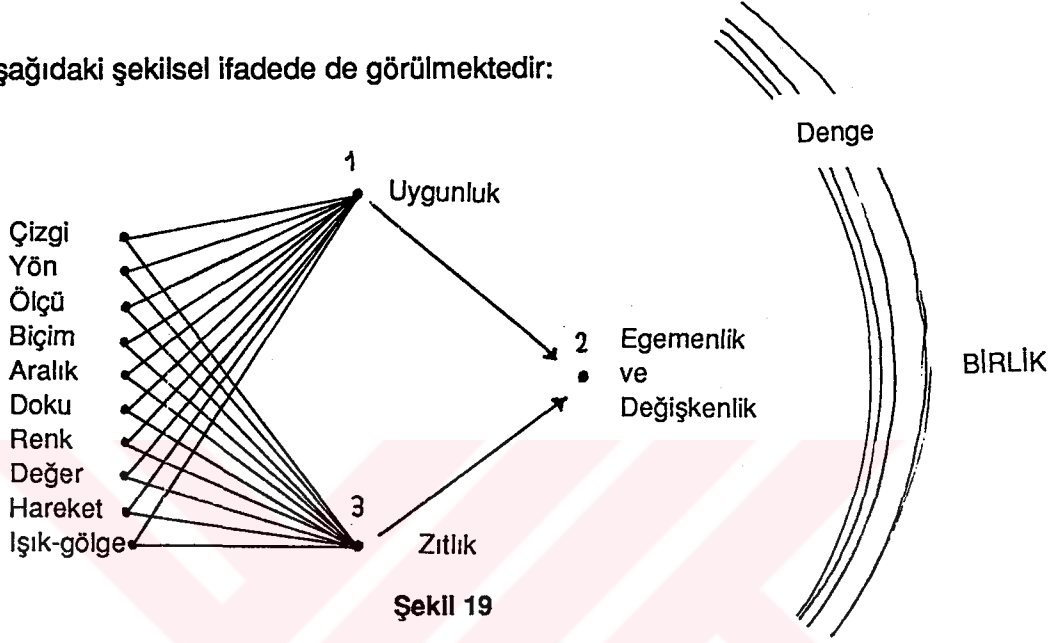 şağıdaki şekilsel ifadede de görülmektedir:
Denge
1
Uygunluk
Çizgi
Yön
Ölçü
Biçim
Aralık
Doku
Renk
Değer
Hareket
Işık-gölge
2
Egemenlik
ve
Değişkenlik
BİRLİK
3
Zıtlık
Şekil 19